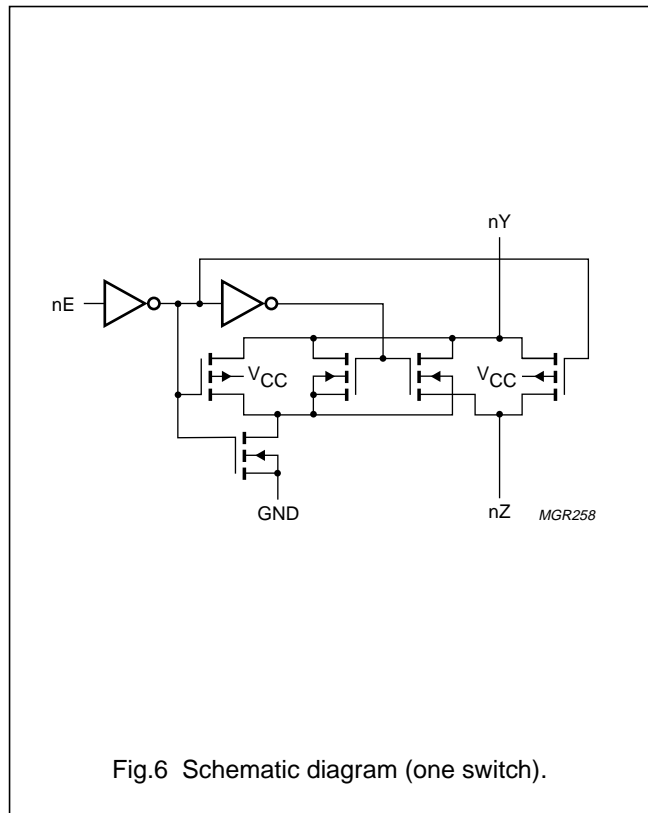 nY
nE
VCC
VCC
GND
nZ
MGR258
Fig.6 Schematic diagram (one switch).